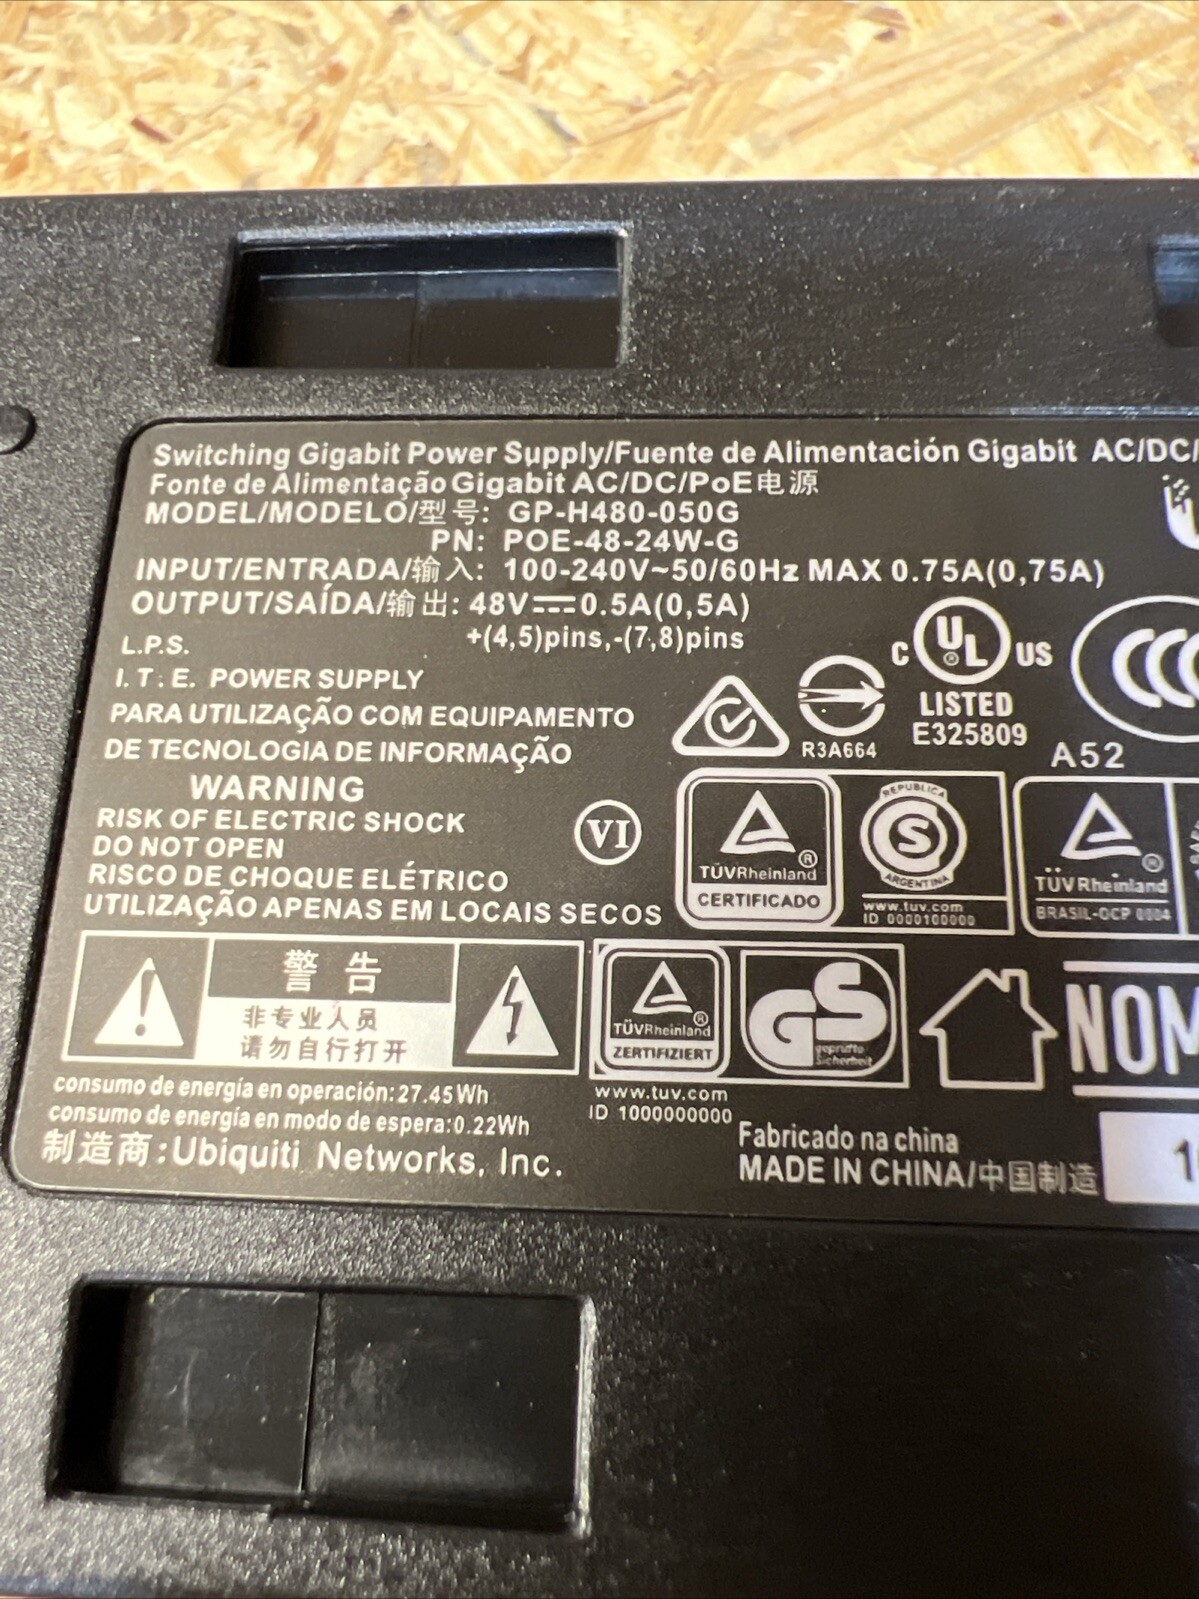 Switching Gigabit Power Supply/Fuente de Alimentación Gigabit AC/DC/
Fonte de Alimentação Gigabit AC/DC/PoE电源
MODEL/MODELO/型号: GP-H480-050G
PN: POE-48-24W-G
INPUT/ENTRADA/输入: 100-240V~50/60Hz MAX 0.75A(0,75A)
OUTPUT/SAÍDA/输出: 48V⎓0.5A(0,5A)
+(4,5)pins,-(7,8)pins
L.P.S.
I.T.E. POWER SUPPLY
PARA UTILIZAÇÃO COM EQUIPAMENTO
DE TECNOLOGIA DE INFORMAÇÃO
C UL ® US
LISTED
E325809
R3A664
CCC
A52
WARNING
RISK OF ELECTRIC SHOCK
DO NOT OPEN
RISCO DE CHOQUE ELÉTRICO
UTILIZAÇÃO APENAS EM LOCAIS SECOS
VI
TÜVRheinland ®
CERTIFICADO
REPUBLICA
S
ARGENTINA
www.tuv.com
ID 0000100000
TÜVRheinland ®
BRASIL-OCP 0004
警告
非专业人员
请勿自行打开
TÜVRheinland ®
ZERTIFIZIERT
GS
geprüfte
Sicherheit
www.tuv.com
ID 1000000000
NOM
consumo de energía en operación:27.45Wh
consumo de energía en modo de espera:0.22Wh
制造商:Ubiquiti Networks, Inc.
Fabricado na china
MADE IN CHINA/中国制造